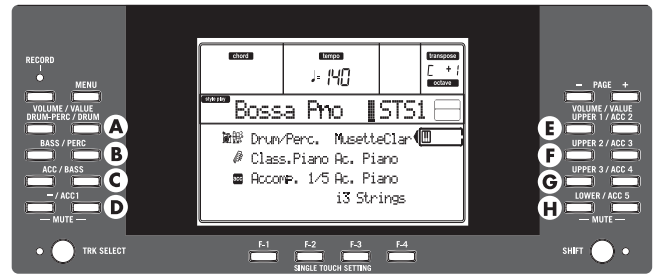 RECORD
MENU
VOLUME / VALUE
DRUM-PERC / DRUM
A
BASS / PERC
B
ACC / BASS
C
– / ACC1
D
— MUTE —
TRK SELECT
chord
tempo
♩= 140
transpose
C +1
octave
style play
Bossa Pno
STS1
Drum/Perc. MusetteClar
Class.Piano Ac. Piano
acc Accomp. 1/5 Ac. Piano
i3 Strings
F-1 F-2 F-3 F-4
SINGLE TOUCH SETTING
– PAGE +
VOLUME / VALUE
UPPER 1 / ACC 2
E
UPPER 2 / ACC 3
F
UPPER 3 / ACC 4
G
LOWER / ACC 5
H
— MUTE —
SHIFT